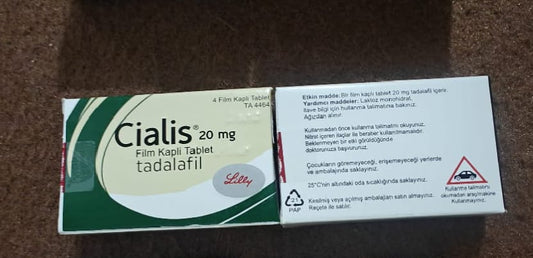 4 Film Kaplı Tablet
TA 4464
Cialis® 20 mg
Film Kaplı Tablet
tadalafil
Lilly
Etkin madde: Bir film kaplı tablet 20 mg tadalafil içerir.
Yardımcı maddeler: Laktoz monohidrat.
İlave bilgi için kullanma talimatına bakınız.
Ağızdan alınır.
Kullanmadan önce kullanma talimatını okuyunuz.
Nitrat içeren ilaçlar ile beraber kullanılmamalıdır.
Beklenmeyen bir etki görüldüğünde
doktorunuza başvurunuz.
Çocukların göremeyeceği, erişemeyeceği yerlerde
ve ambalajında saklayınız.
25°C'nin altındaki oda sıcaklığında saklayınız.
PAP
Kesilmiş veya açılmış ambalajları satın almayınız.
Reçete ile satılır.
Kullanma talimatını
okumadan araç/makine
Kullanmayınız.